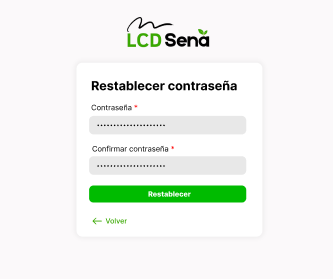 LCD Sena
Restablecer contraseña
Contraseña *
•••••••••••••••••••••
Confirmar contraseña *
•••••••••••••••••••••
Restablecer
← Volver